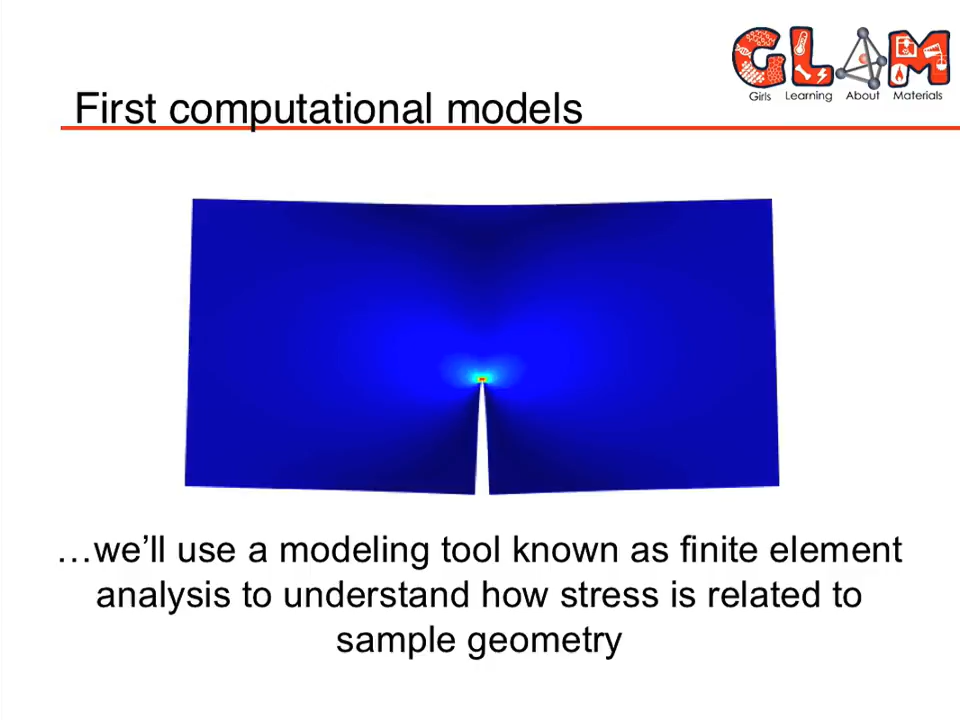 GLAM
Girls Learning About Materials
First computational models
…we’ll use a modeling tool known as finite element
analysis to understand how stress is related to
sample geometry